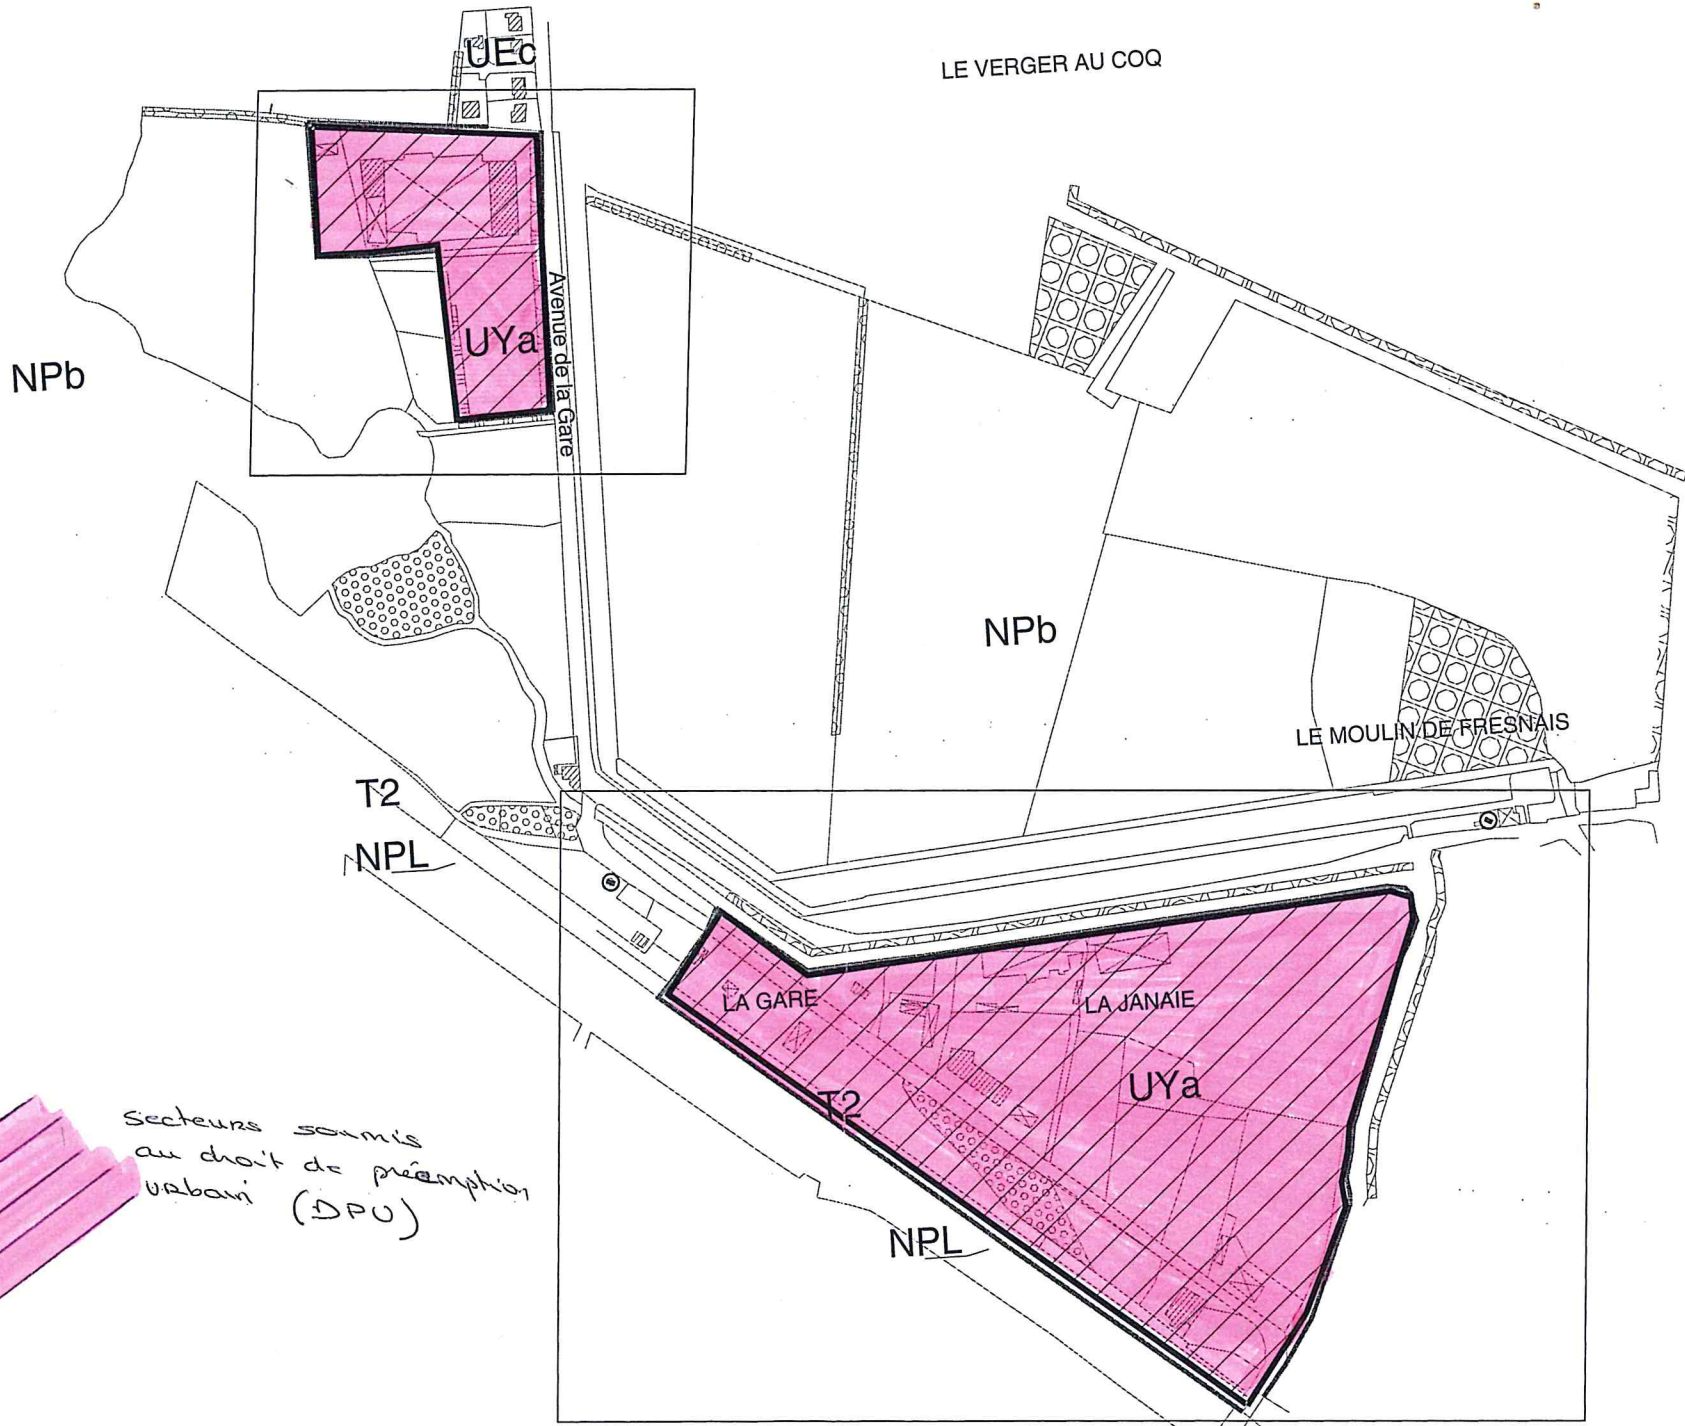 UEc
LE VERGER AU COQ
Avenue de la Gare
UYa
NPb
NPb
LE MOULIN DE FRESNAIS
T2
NPL
LA GARE
LA JANAIE
UYa
T2
secteurs soumis
au droit de préemption
urbain (DPU)
NPL